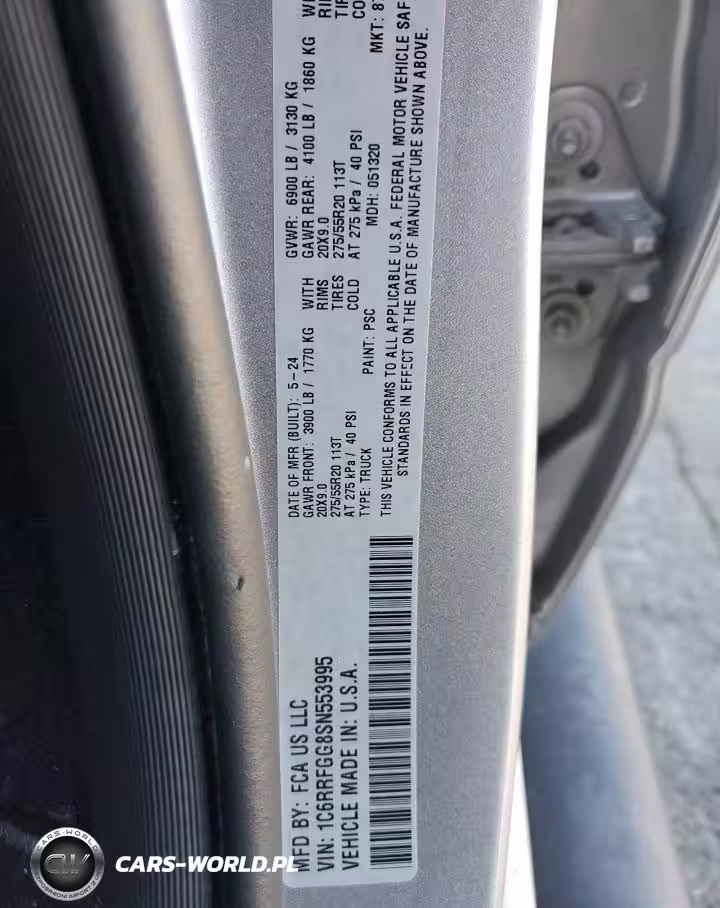 MFD BY: FCA US LLC
VIN: 1C6RRFGG8SN553995
VEHICLE MADE IN: U.S.A.
DATE OF MFR (BUILT): 5-24 GVWR: 6900 LB / 3130 KG
GAWR FRONT: 3900 LB / 1770 KG WITH GAWR REAR: 4100 LB / 1860 KG
20X9.0 RIMS 20X9.0
275/55R20 113T TIRES 275/55R20 113T
AT 275 kPa / 40 PSI COLD AT 275 kPa / 40 PSI
TYPE: TRUCK PAINT: PSC MDH: 051320 MKT:
THIS VEHICLE CONFORMS TO ALL APPLICABLE U.S.A. FEDERAL MOTOR VEHICLE SAF
STANDARDS IN EFFECT ON THE DATE OF MANUFACTURE SHOWN ABOVE.
CARS-WORLD
CW
CARS-WORLD.PL